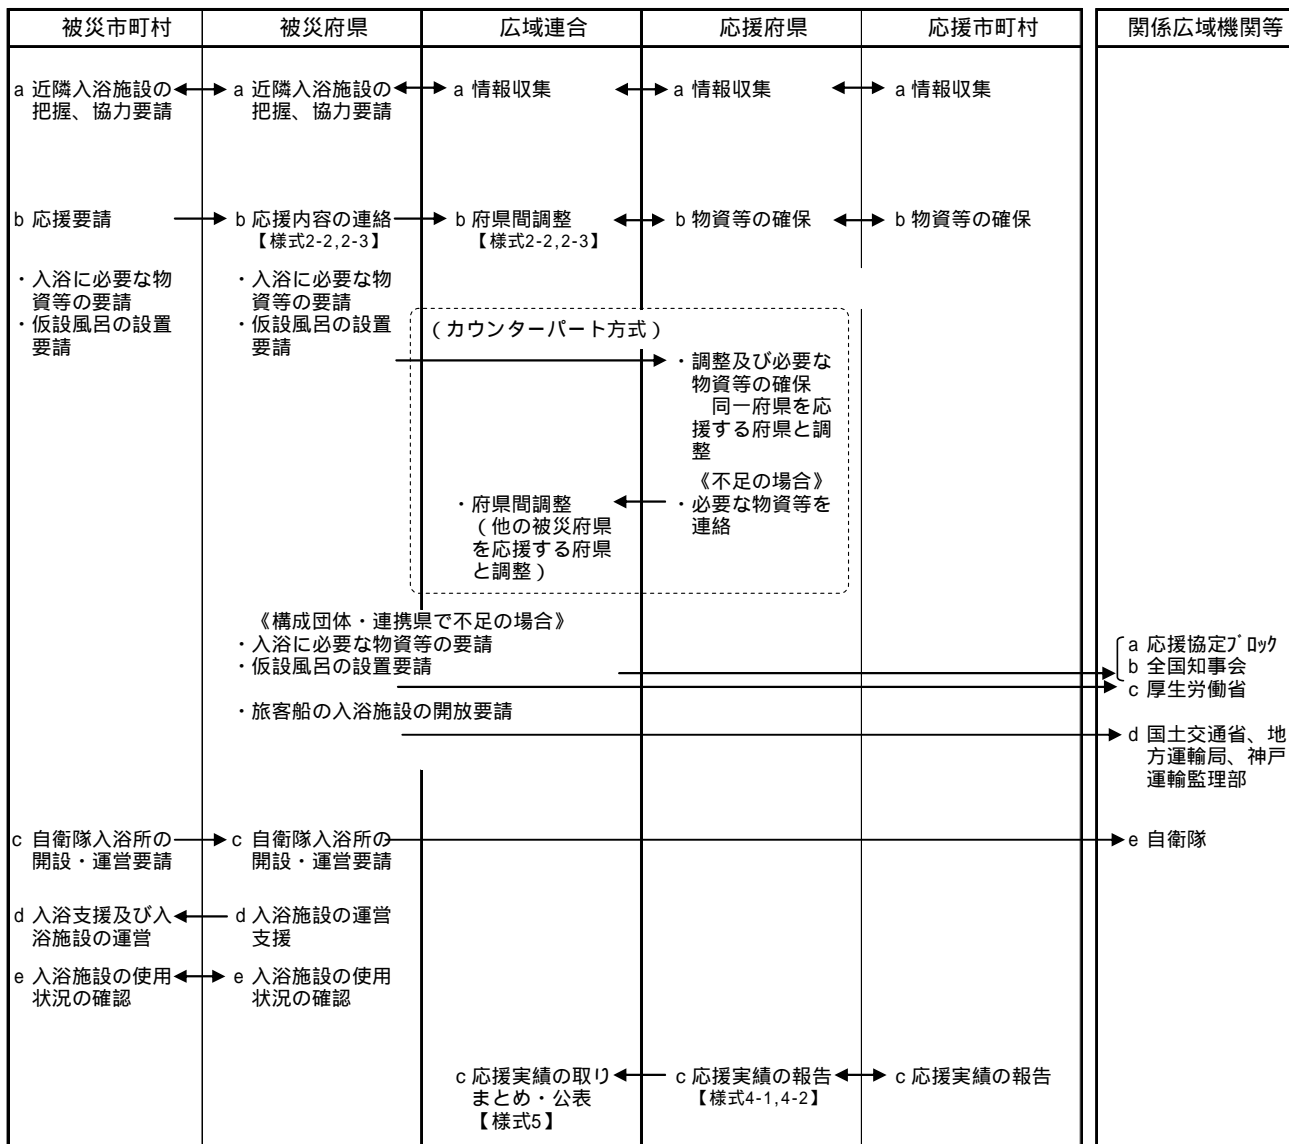 被災市町村 被災府県 広域連合 応援府県 応援市町村 関係広域機関等
a 近隣入浴施設の
把握、協力要請
a 近隣入浴施設の
把握、協力要請
a 情報収集
a 情報収集
a 情報収集
b 応援要請
b 応援内容の連絡
【様式2-2,2-3】
b 府県間調整
【様式2-2,2-3】
b 物資等の確保
b 物資等の確保
・入浴に必要な物
資等の要請
・仮設風呂の設置
要請
・入浴に必要な物
資等の要請
・仮設風呂の設置
要請
(カウンターパート方式)
・調整及び必要な
物資等の確保
同一府県を応
援する府県と調
整
《不足の場合》
・必要な物資等を
連絡
・府県間調整
(他の被災府県
を応援する府県
と調整)
《構成団体・連携県で不足の場合》
・入浴に必要な物資等の要請
・仮設風呂の設置要請
・旅客船の入浴施設の開放要請
a 応援協定ブロック
b 全国知事会
c 厚生労働省
d 国土交通省、地
方運輸局、神戸
運輸監理部
c 自衛隊入浴所の
開設・運営要請
c 自衛隊入浴所の
開設・運営要請
e 自衛隊
d 入浴支援及び入
浴施設の運営
d 入浴施設の運営
支援
e 入浴施設の使用
状況の確認
e 入浴施設の使用
状況の確認
c 応援実績の取り
まとめ・公表
【様式5】
c 応援実績の報告
【様式4-1,4-2】
c 応援実績の報告